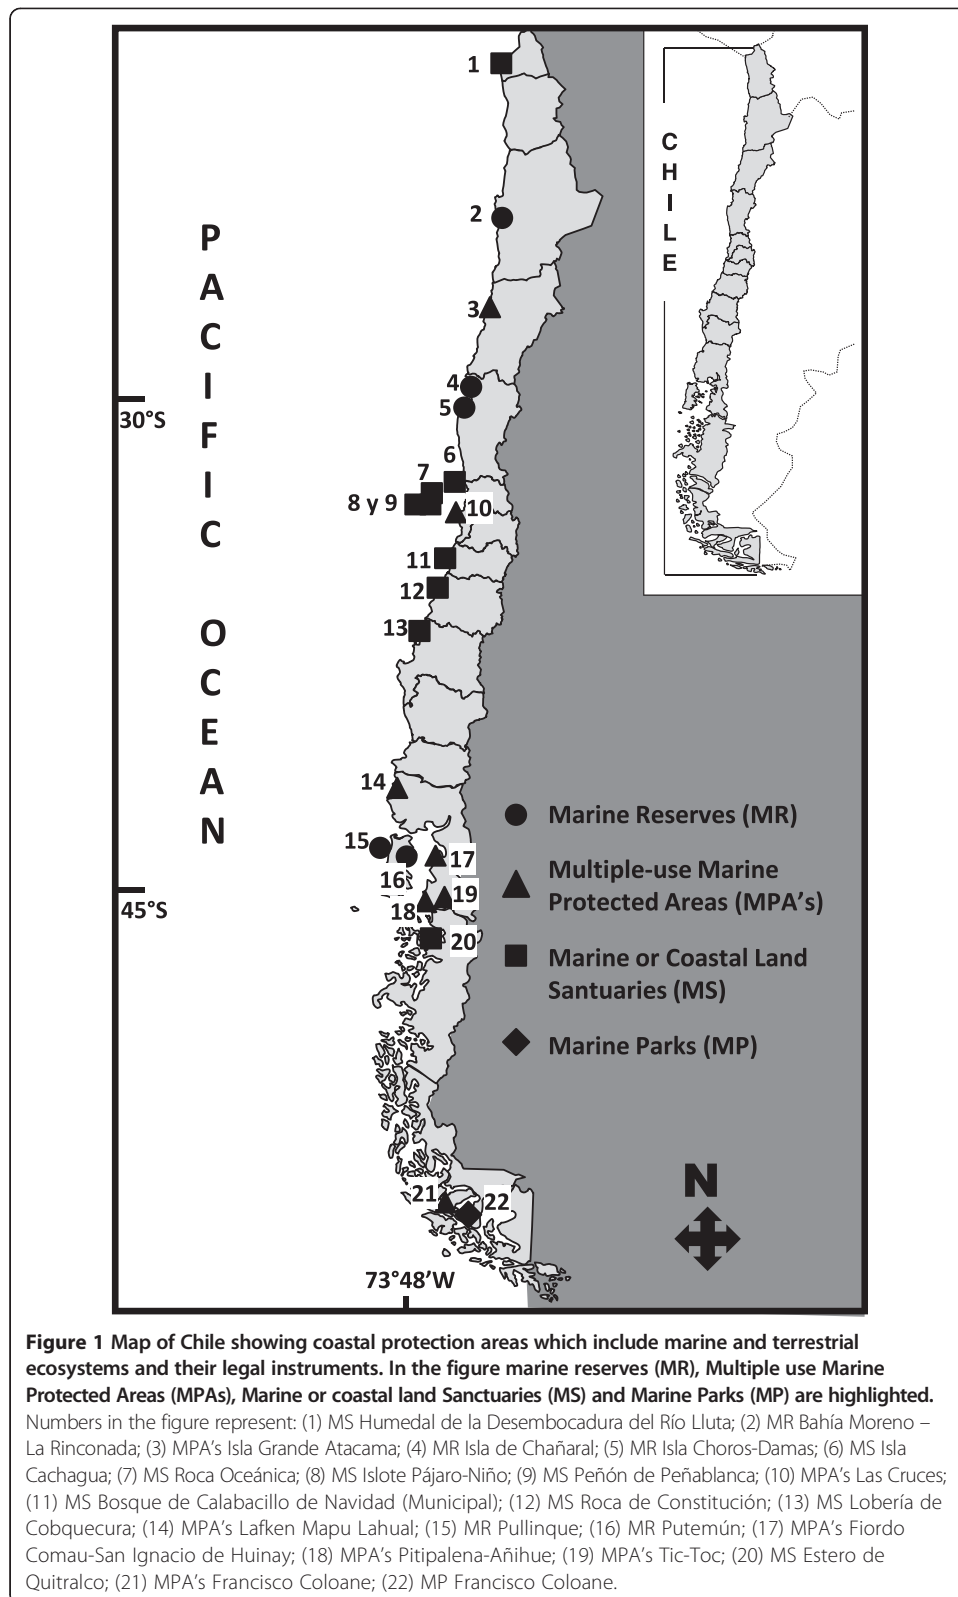 1
2
3
4
5
6
7
8 y 9
10
11
12
13
14
15
16
17
18
19
20
21
22
PACIFIC OCEAN
30°S
45°S
73°48'W
CHILE
Marine Reserves (MR)
Multiple-use Marine
Protected Areas (MPA's)
Marine or Coastal Land
Santuaries (MS)
Marine Parks (MP)
N
Figure 1 Map of Chile showing coastal protection areas which include marine and terrestrial
ecosystems and their legal instruments. In the figure marine reserves (MR), Multiple use Marine
Protected Areas (MPAs), Marine or coastal land Sanctuaries (MS) and Marine Parks (MP) are highlighted.
Numbers in the figure represent: (1) MS Humedal de la Desembocadura del Río Lluta; (2) MR Bahía Moreno –
La Rinconada; (3) MPA's Isla Grande Atacama; (4) MR Isla de Chañaral; (5) MR Isla Choros-Damas; (6) MS Isla
Cachagua; (7) MS Roca Oceánica; (8) MS Islote Pájaro-Niño; (9) MS Peñón de Peñablanca; (10) MPA's Las Cruces;
(11) MS Bosque de Calabacillo de Navidad (Municipal); (12) MS Roca de Constitución; (13) MS Lobería de
Cobquecura; (14) MPA's Lafken Mapu Lahual; (15) MR Pullinque; (16) MR Putemún; (17) MPA's Fiordo
Comau-San Ignacio de Huinay; (18) MPA's Pitipalena-Añihue; (19) MPA's Tic-Toc; (20) MS Estero de
Quitralco; (21) MPA's Francisco Coloane; (22) MP Francisco Coloane.